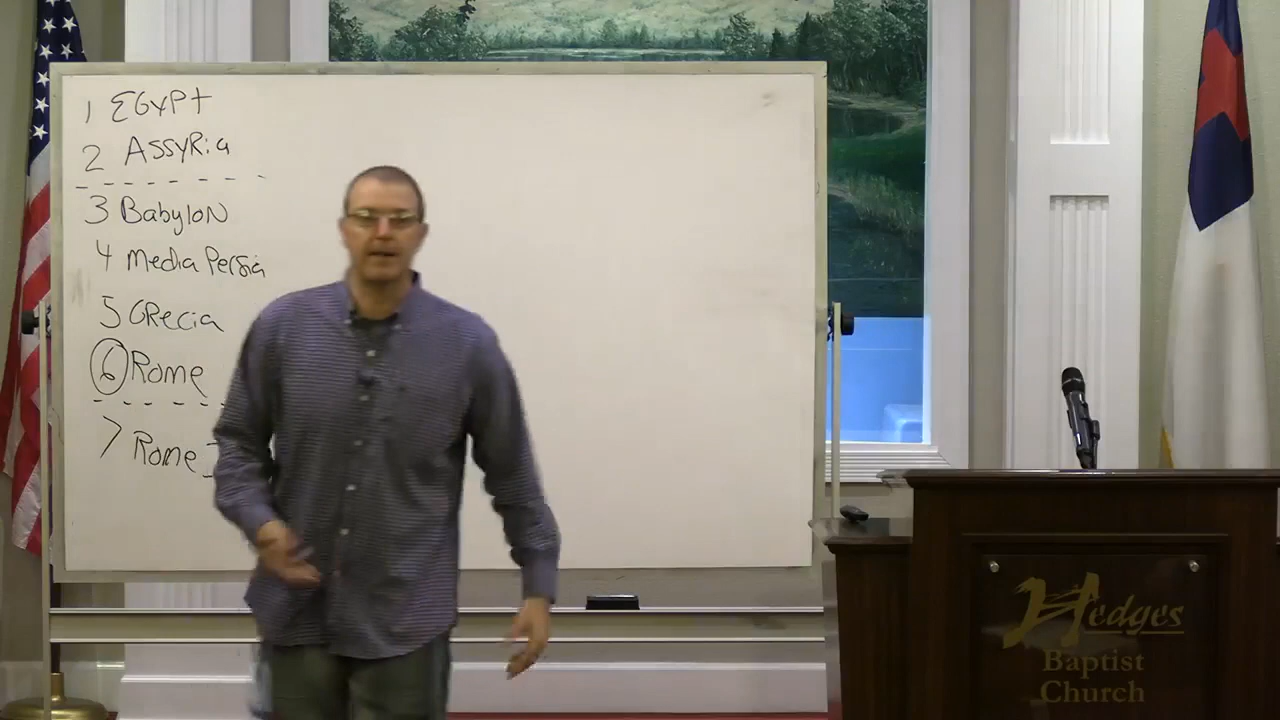 1 EGyPt
2 ASSyRia
3 BabyloN
4 Media Persia
5 GRecia
6 Rome
7 Rome
Hedges
Baptist
Church